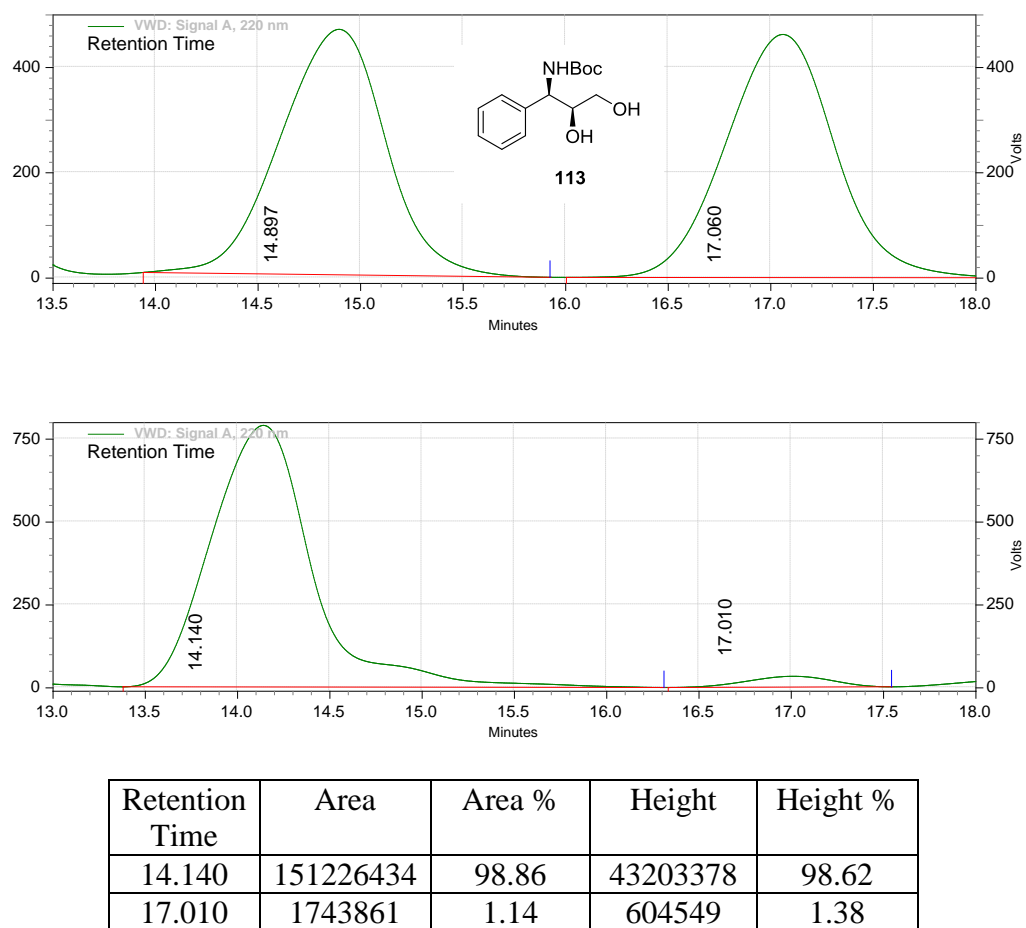 VWD: Signal A, 220 nm
Retention Time
400
200
0
400
200
0
Volts
14.897
17.060
NHBoc
OH
OH
113
13.5 14.0 14.5 15.0 15.5 16.0 16.5 17.0 17.5 18.0
Minutes
VWD: Signal A, 220 nm
Retention Time
750
500
250
0
750
500
250
0
Volts
14.140
17.010
13.0 13.5 14.0 14.5 15.0 15.5 16.0 16.5 17.0 17.5 18.0
Minutes
Retention Time Area Area % Height Height %
14.140 151226434 98.86 43203378 98.62
17.010 1743861 1.14 604549 1.38